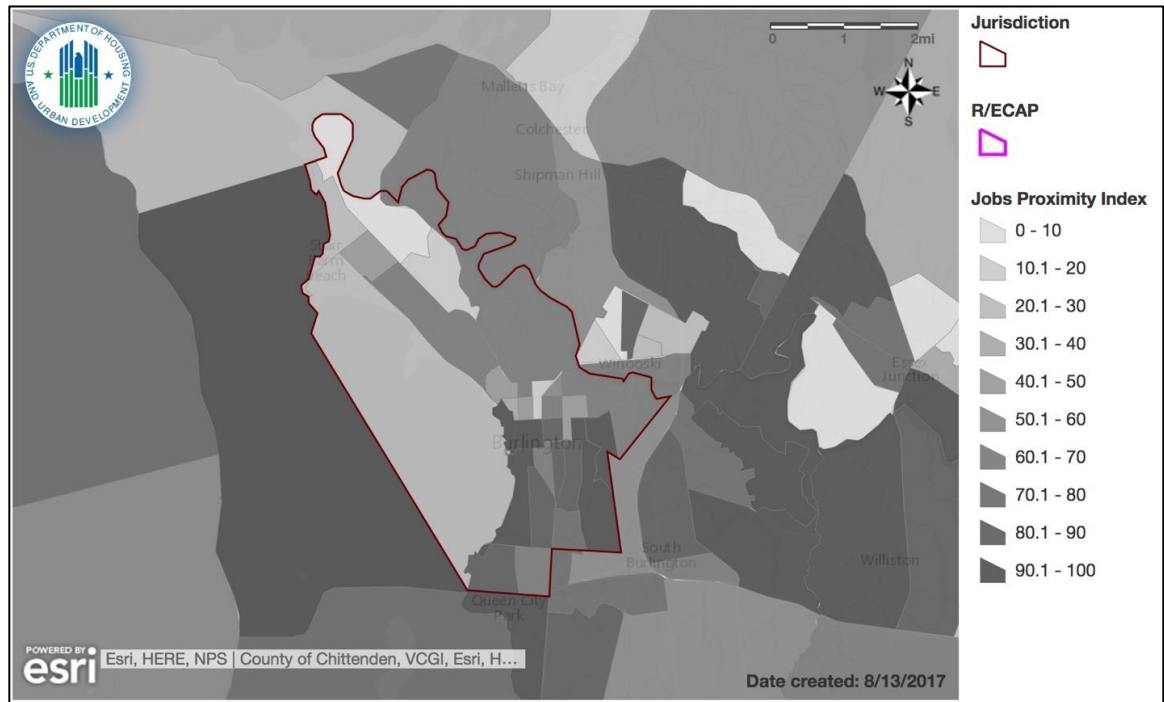 U.S. DEPARTMENT OF HOUSING
AND URBAN DEVELOPMENT
0 1 2mi
N
W E
S
Malletts Bay
Colchester
Shipman Hill
Starr
Farm
Beach
Winooski
Essex
Junction
Burlington
South
Burlington
Williston
Queen City
Park
POWERED BY
esri
Esri, HERE, NPS | County of Chittenden, VCGI, Esri, H...
Date created: 8/13/2017
Jurisdiction
R/ECAP
Jobs Proximity Index
0 - 10
10.1 - 20
20.1 - 30
30.1 - 40
40.1 - 50
50.1 - 60
60.1 - 70
70.1 - 80
80.1 - 90
90.1 - 100